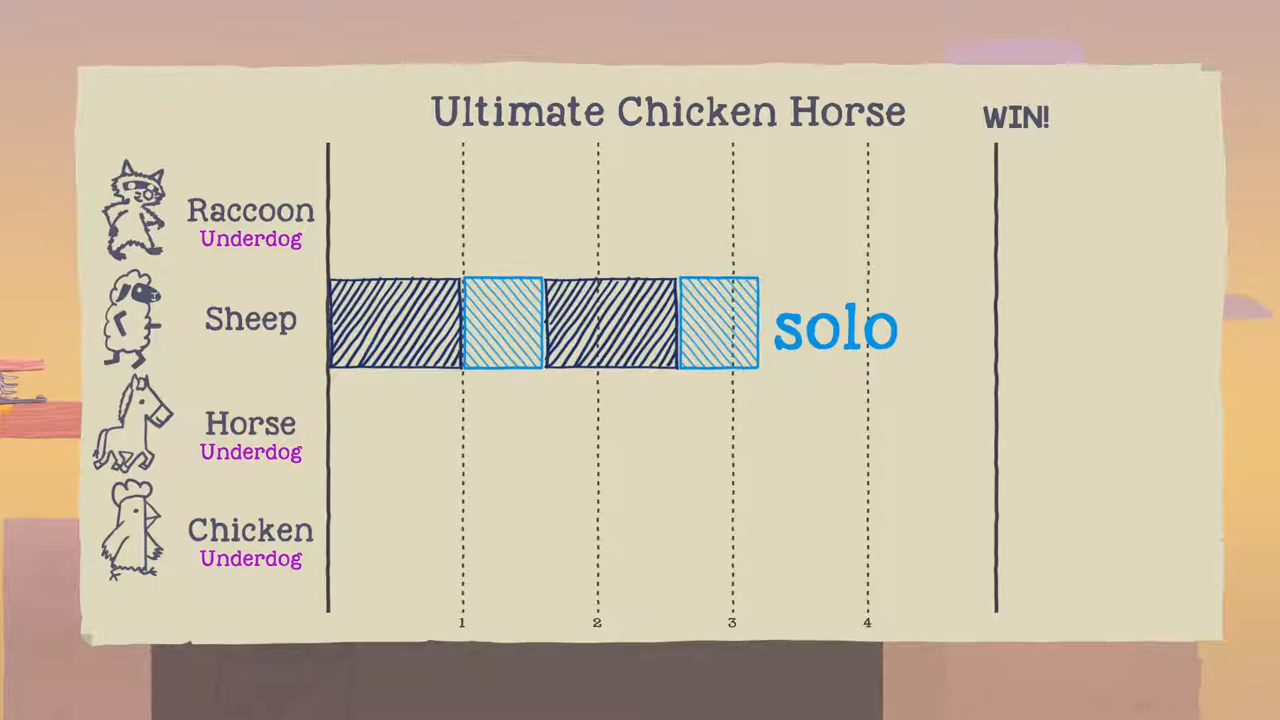 Ultimate Chicken Horse
WIN!
Raccoon
Underdog
Sheep
solo
Horse
Underdog
Chicken
Underdog
1 2 3 4